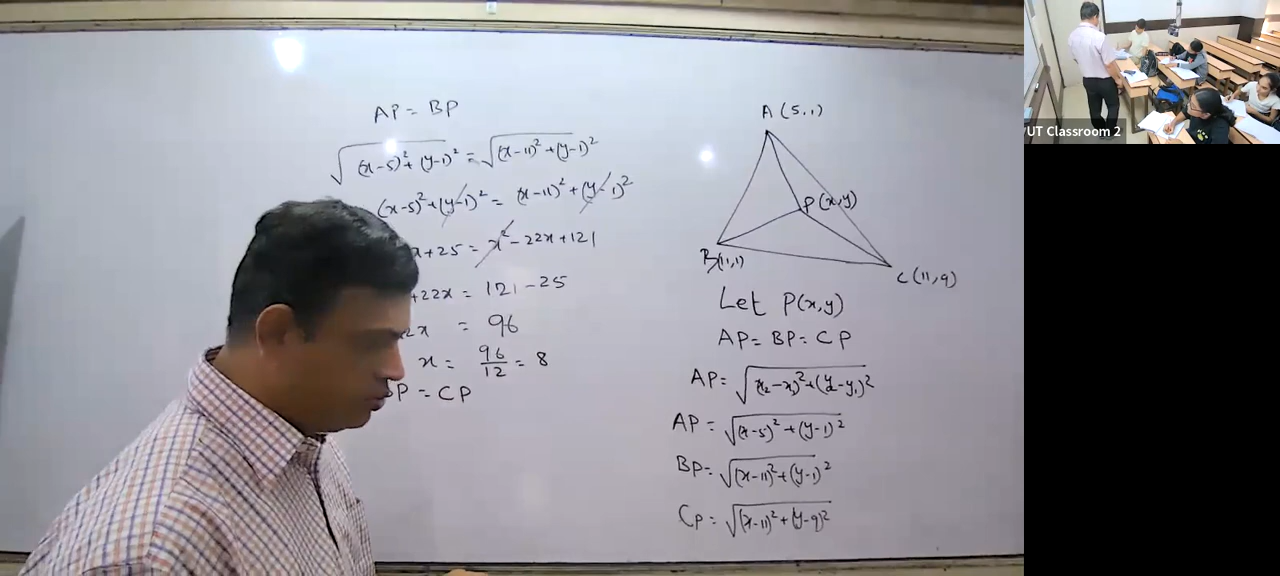 AP = BP
√(x-5)²+(y-1)² = √(x-11)²+(y-1)²
(x-5)²+(y-1)² = (x-11)²+(y-1)²
x+25 = x²-22x+121
+22x = 121-25
2x = 96
x = 96/12 = 8
BP = CP
A (5,1)
P(x,y)
B(11,1)
C (11,9)
Let P(x,y)
AP = BP = CP
AP = √(x₂-x₁)²+(y₂-y₁)²
AP = √(x-5)²+(y-1)²
BP = √(x-11)²+(y-1)²
CP = √(x-11)²+(y-9)²
UT Classroom 2